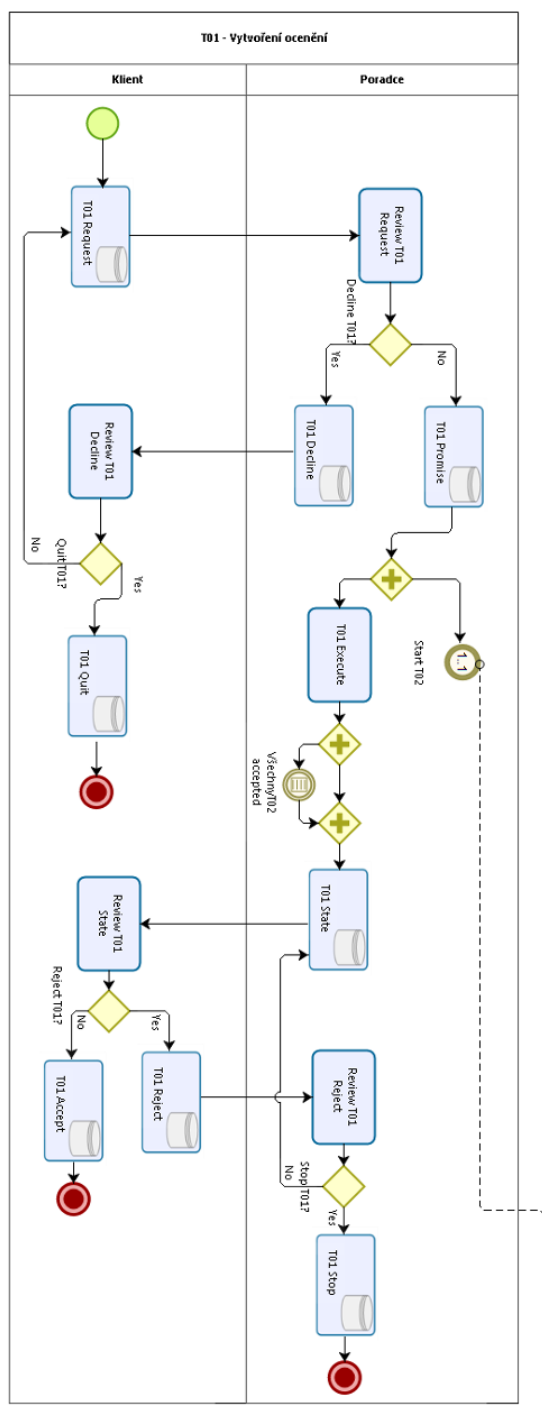 T01 - Vytvoření ocenění
Klient
Poradce
T01 Request
Review T01
Request
Decline T01?
No
Yes
T01 Decline
T01 Promise
Review T01
Decline
Quit T01?
No
Yes
T01 Quit
Start T02
1..1
T01 Execute
VšechnyT02
accepted
T01 State
Review T01
State
Reject T01?
No
Yes
T01 Accept
T01 Reject
Review T01
Reject
Stop T01?
No
Yes
T01 Stop